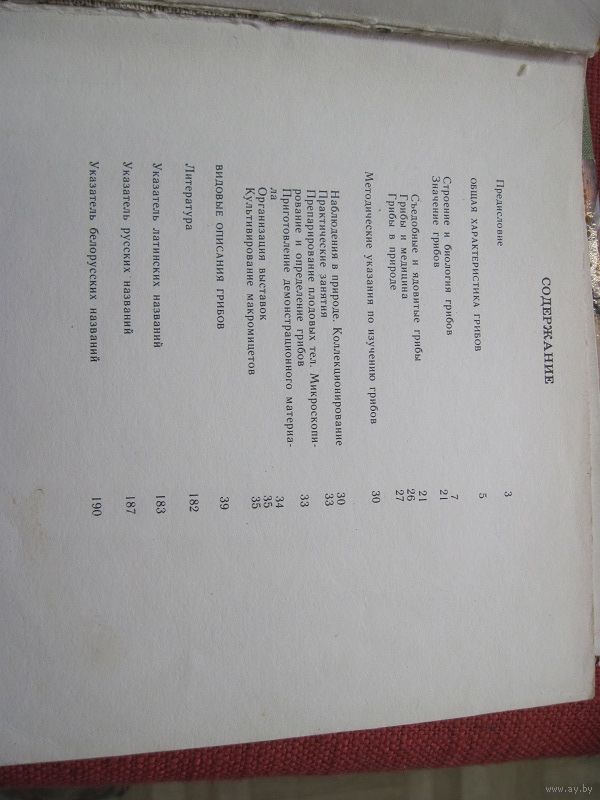 СОДЕРЖАНИЕ
Предисловие 3
ОБЩАЯ ХАРАКТЕРИСТИКА ГРИБОВ 5
Строение и биология грибов 7
Значение грибов 21
Съедобные и ядовитые грибы 21
Грибы и медицина 26
Грибы в природе 27
Методические указания по изучению грибов 30
Наблюдения в природе. Коллекционирование 30
Практические занятия 33
Препарирование плодовых тел. Микроскопи-
рование и определение грибов 33
Приготовление демонстрационного материа-
ла 34
Организация выставок 35
Культивирование макромицетов 35
ВИДОВЫЕ ОПИСАНИЯ ГРИБОВ 39
Литература 182
Указатель латинских названий 183
Указатель русских названий 187
Указатель белорусских названий 190
www.ay.by